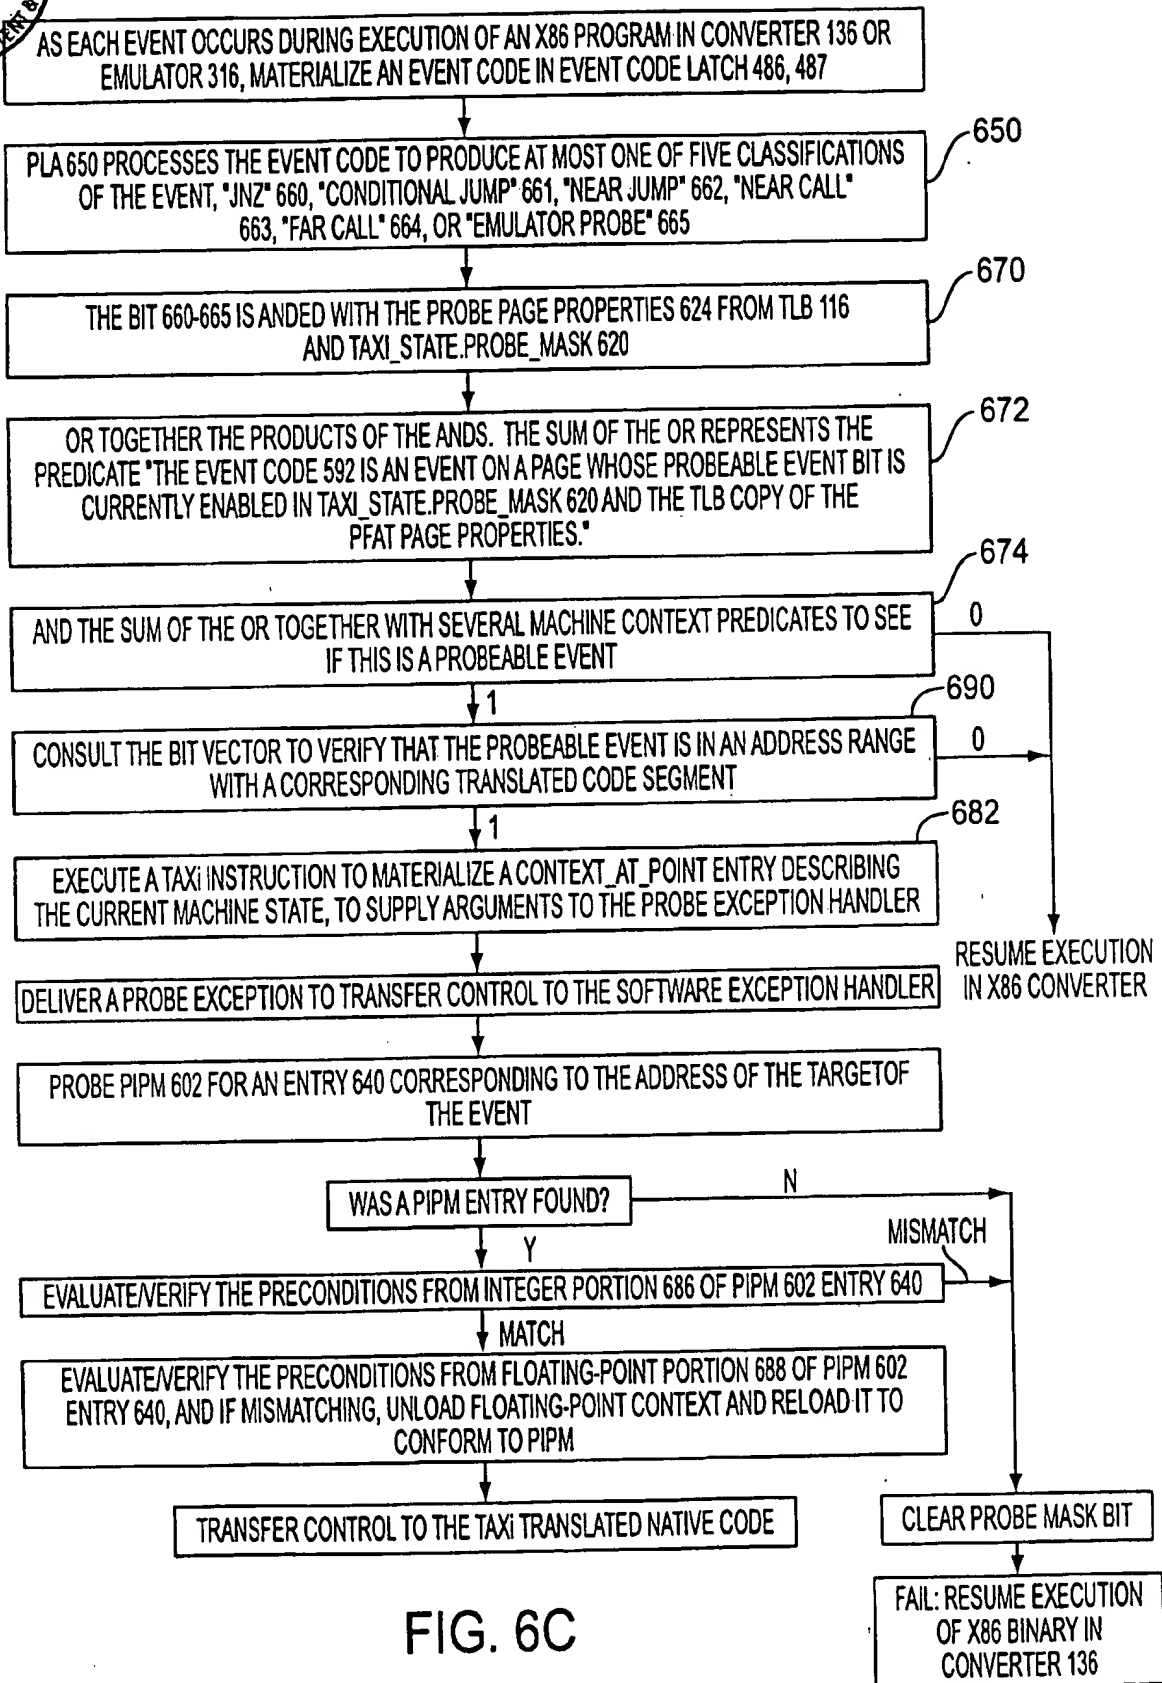 ENT &
AS EACH EVENT OCCURS DURING EXECUTION OF AN X86 PROGRAM IN CONVERTER 136 OR
EMULATOR 316, MATERIALIZE AN EVENT CODE IN EVENT CODE LATCH 486, 487
650
PLA 650 PROCESSES THE EVENT CODE TO PRODUCE AT MOST ONE OF FIVE CLASSIFICATIONS
OF THE EVENT, "JNZ" 660, "CONDITIONAL JUMP" 661, "NEAR JUMP" 662, "NEAR CALL"
663, "FAR CALL" 664, OR "EMULATOR PROBE" 665
670
THE BIT 660-665 IS ANDED WITH THE PROBE PAGE PROPERTIES 624 FROM TLB 116
AND TAXI_STATE.PROBE_MASK 620
672
OR TOGETHER THE PRODUCTS OF THE ANDS. THE SUM OF THE OR REPRESENTS THE
PREDICATE "THE EVENT CODE 592 IS AN EVENT ON A PAGE WHOSE PROBEABLE EVENT BIT IS
CURRENTLY ENABLED IN TAXI_STATE.PROBE_MASK 620 AND THE TLB COPY OF THE
PFAT PAGE PROPERTIES."
674
AND THE SUM OF THE OR TOGETHER WITH SEVERAL MACHINE CONTEXT PREDICATES TO SEE
IF THIS IS A PROBEABLE EVENT
0
1
690
CONSULT THE BIT VECTOR TO VERIFY THAT THE PROBEABLE EVENT IS IN AN ADDRESS RANGE
WITH A CORRESPONDING TRANSLATED CODE SEGMENT
0
1
682
EXECUTE A TAXi INSTRUCTION TO MATERIALIZE A CONTEXT_AT_POINT ENTRY DESCRIBING
THE CURRENT MACHINE STATE, TO SUPPLY ARGUMENTS TO THE PROBE EXCEPTION HANDLER
RESUME EXECUTION
IN X86 CONVERTER
DELIVER A PROBE EXCEPTION TO TRANSFER CONTROL TO THE SOFTWARE EXCEPTION HANDLER
PROBE PIPM 602 FOR AN ENTRY 640 CORRESPONDING TO THE ADDRESS OF THE TARGETOF
THE EVENT
WAS A PIPM ENTRY FOUND?
N
Y
MISMATCH
EVALUATE/VERIFY THE PRECONDITIONS FROM INTEGER PORTION 686 OF PIPM 602 ENTRY 640
MATCH
EVALUATE/VERIFY THE PRECONDITIONS FROM FLOATING-POINT PORTION 688 OF PIPM 602
ENTRY 640, AND IF MISMATCHING, UNLOAD FLOATING-POINT CONTEXT AND RELOAD IT TO
CONFORM TO PIPM
TRANSFER CONTROL TO THE TAXi TRANSLATED NATIVE CODE
CLEAR PROBE MASK BIT
FAIL: RESUME EXECUTION
OF X86 BINARY IN
CONVERTER 136
FIG. 6C